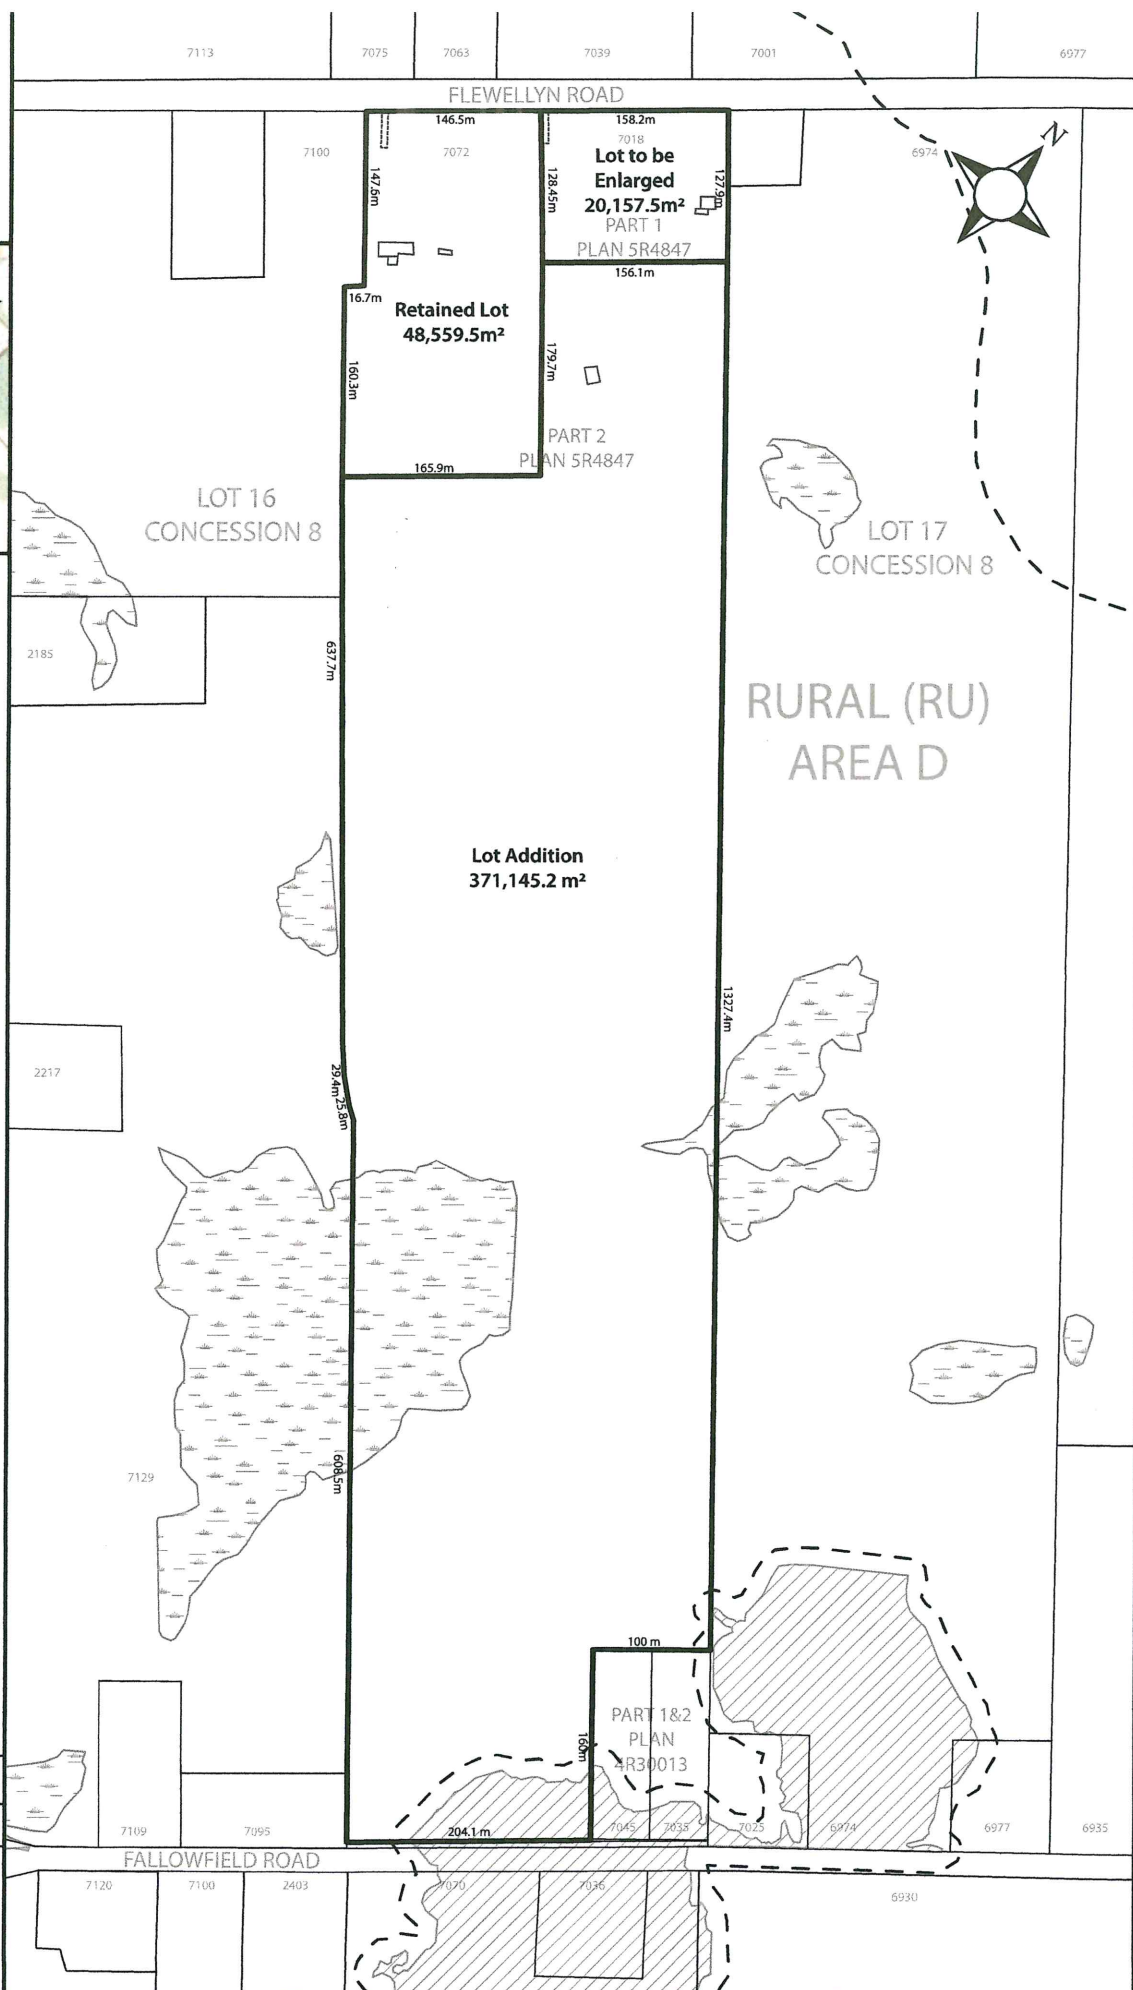 7113
7075
7063
7039
7001
6977
FLEWELLYN ROAD
146.5m
158.2m
7100
7072
7018
6974
N
Lot to be
Enlarged
20,157.5m²
PART 1
PLAN 5R4847
147.6m
128.45m
127.9m
156.1m
16.7m
Retained Lot
48,559.5m²
160.3m
179.7m
PART 2
PLAN 5R4847
165.9m
LOT 16
CONCESSION 8
LOT 17
CONCESSION 8
2185
637.7m
RURAL (RU)
AREA D
Lot Addition
371,145.2 m²
1327.4m
2217
29.4m
25.8m
7129
608.5m
100 m
PART 1&2
PLAN
4R30013
160m
204.1 m
7109
7095
7045
7035
7025
6974
6977
6935
FALLOWFIELD ROAD
7120
7100
2403
7070
7036
6930